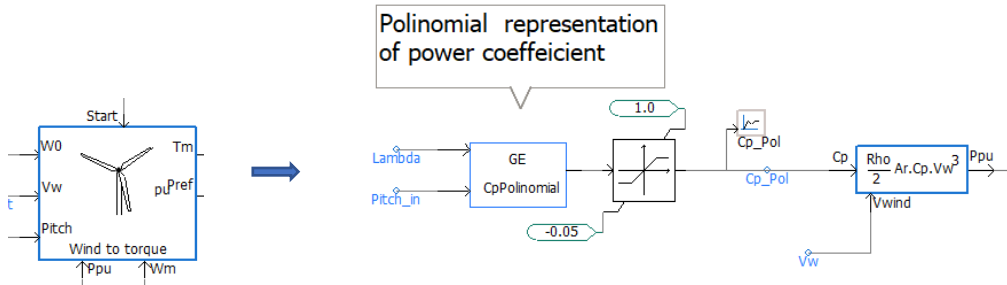 Polinomial representation
of power coeffeicient
Start
W0
Tm
Vw
pu
Pref
t
Pitch
Wind to torque
Ppu
Wm
Lambda
Pitch_in
GE
CpPolinomial
1.0
-0.05
Cp_Pol
Cp_Pol
Cp
Rho
2
Ar.Cp.Vw
3
Ppu
Vwind
Vw